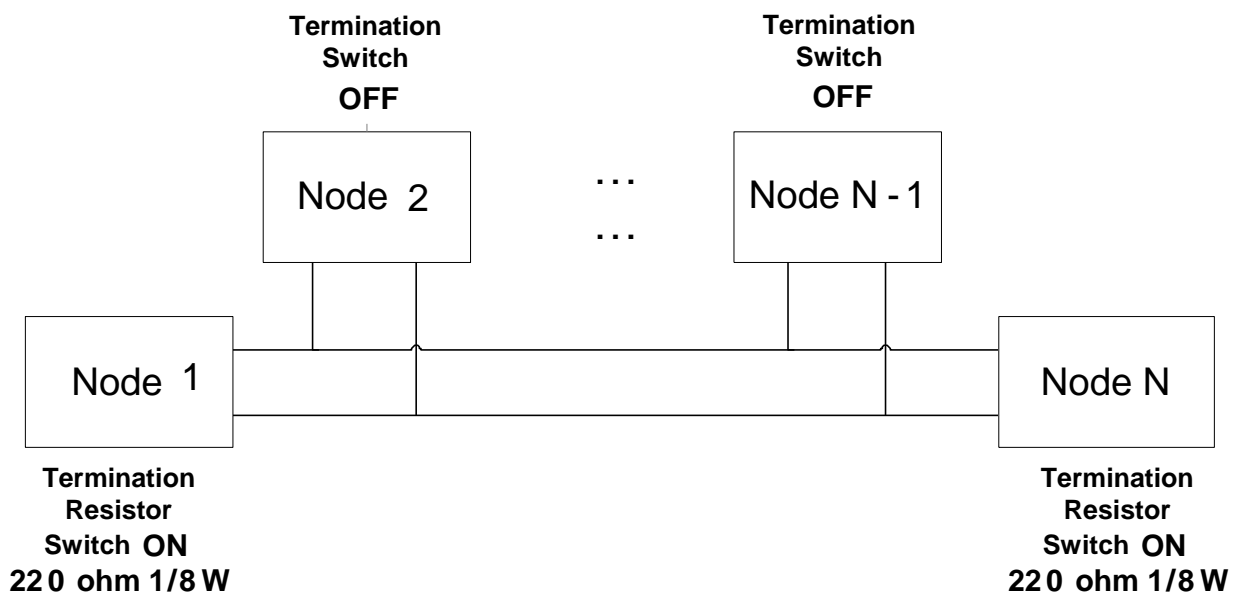 Termination
Switch
OFF
Termination
Switch
OFF
Node 2
...
...
Node N - 1
Node 1
Node N
Termination
Resistor
Switch ON
220 ohm 1/8 W
Termination
Resistor
Switch ON
220 ohm 1/8 W